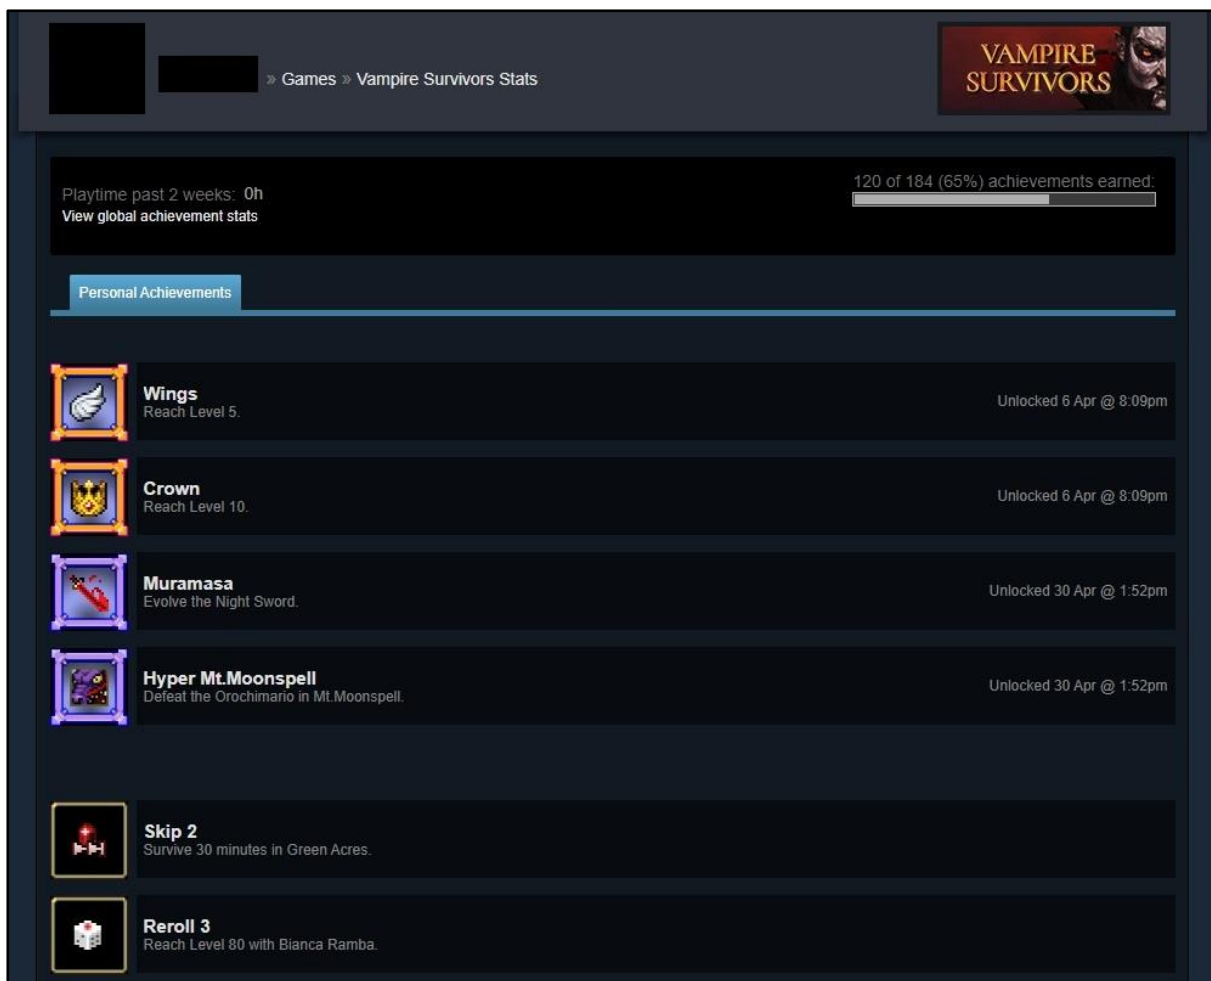 » Games » Vampire Survivors Stats
VAMPIRE
SURVIVORS
Playtime past 2 weeks: 0h
View global achievement stats
120 of 184 (65%) achievements earned:
Personal Achievements
Wings
Reach Level 5.
Unlocked 6 Apr @ 8:09pm
Crown
Reach Level 10.
Unlocked 6 Apr @ 8:09pm
Muramasa
Evolve the Night Sword.
Unlocked 30 Apr @ 1:52pm
Hyper Mt.Moonspell
Defeat the Orochimario in Mt.Moonspell.
Unlocked 30 Apr @ 1:52pm
Skip 2
Survive 30 minutes in Green Acres.
Reroll 3
Reach Level 80 with Bianca Ramba.